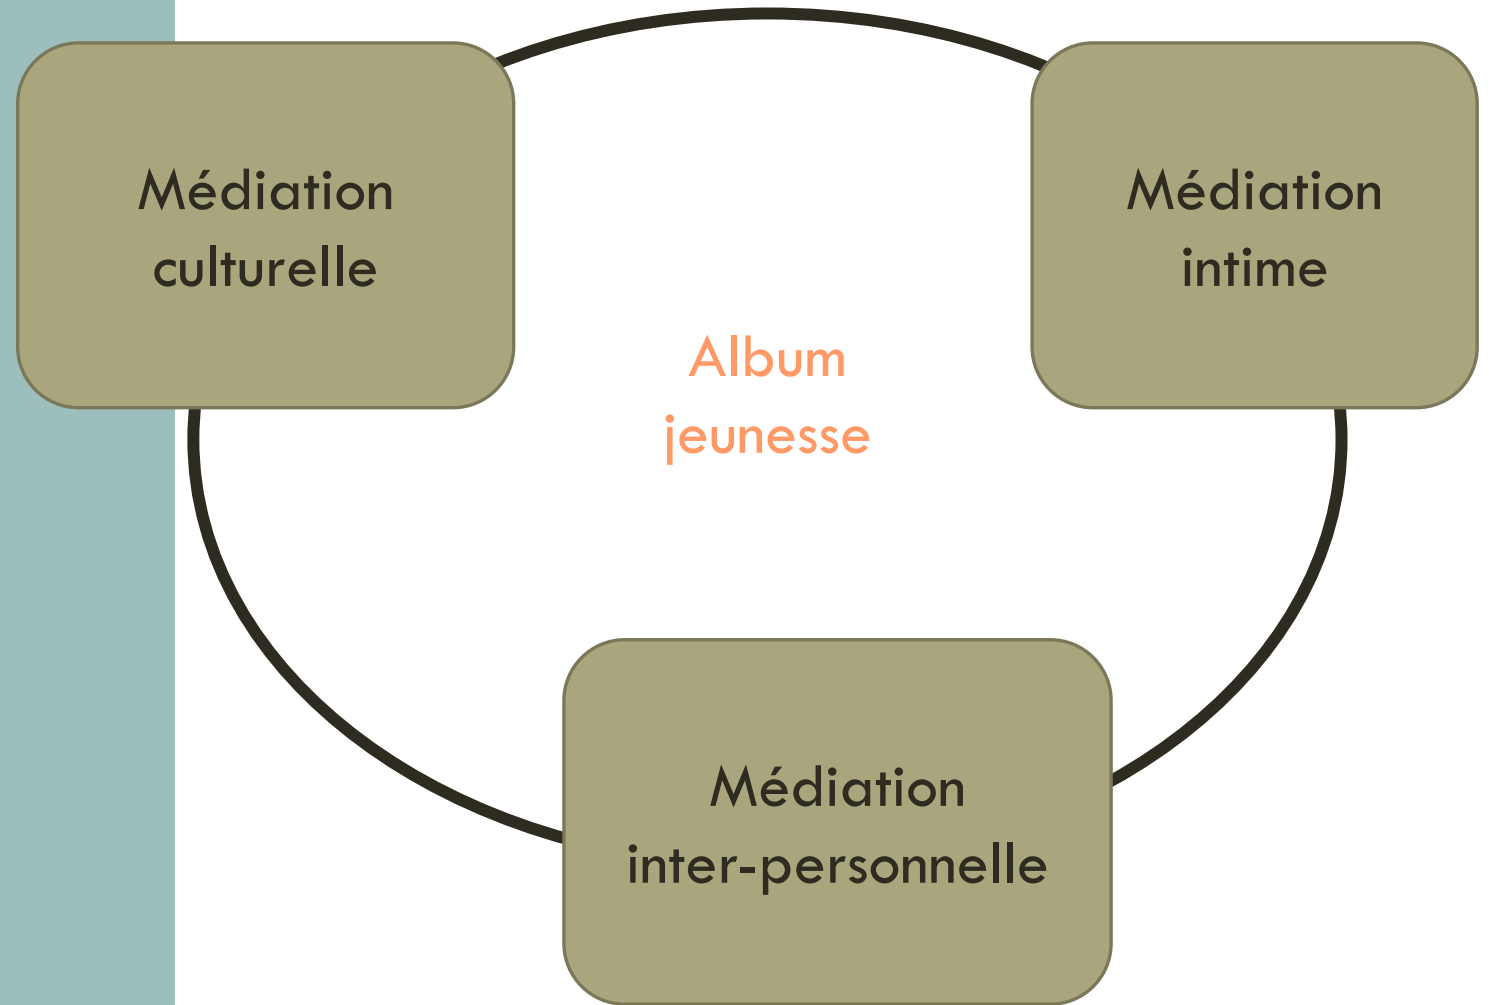 Médiation
culturelle
Médiation
intime
Album
jeunesse
Médiation
inter-personnelle